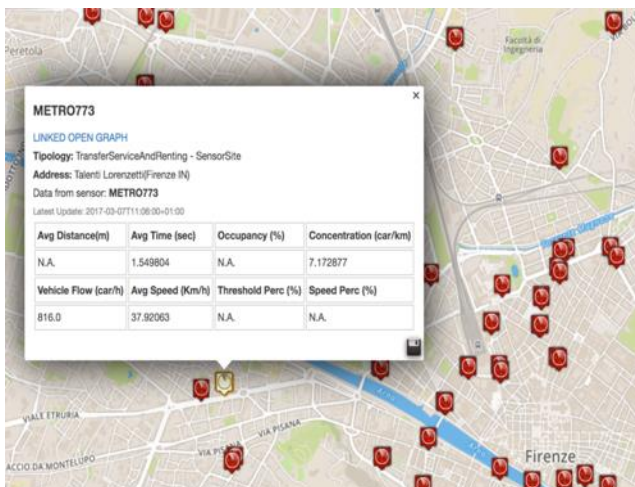 Peretola
Facoltà di
Ingegneria
×
METRO773
LINKED OPEN GRAPH
Tipology: TransferServiceAndRenting - SensorSite
Address: Talenti Lorenzetti(Firenze IN)
Data from sensor: METRO773
Latest Update: 2017-03-07T11:06:00+01:00
Avg Distance(m) Avg Time (sec) Occupancy (%) Concentration (car/km)
N.A. 1.549804 N.A. 7.172877
Vehicle Flow (car/h) Avg Speed (Km/h) Threshold Perc (%) Speed Perc (%)
816.0 37.92063 N.A. N.A.
VIALE ETRURIA
VIA PISANA
VIA PISANA
ACCIO DA MONTELUPO
Firenze